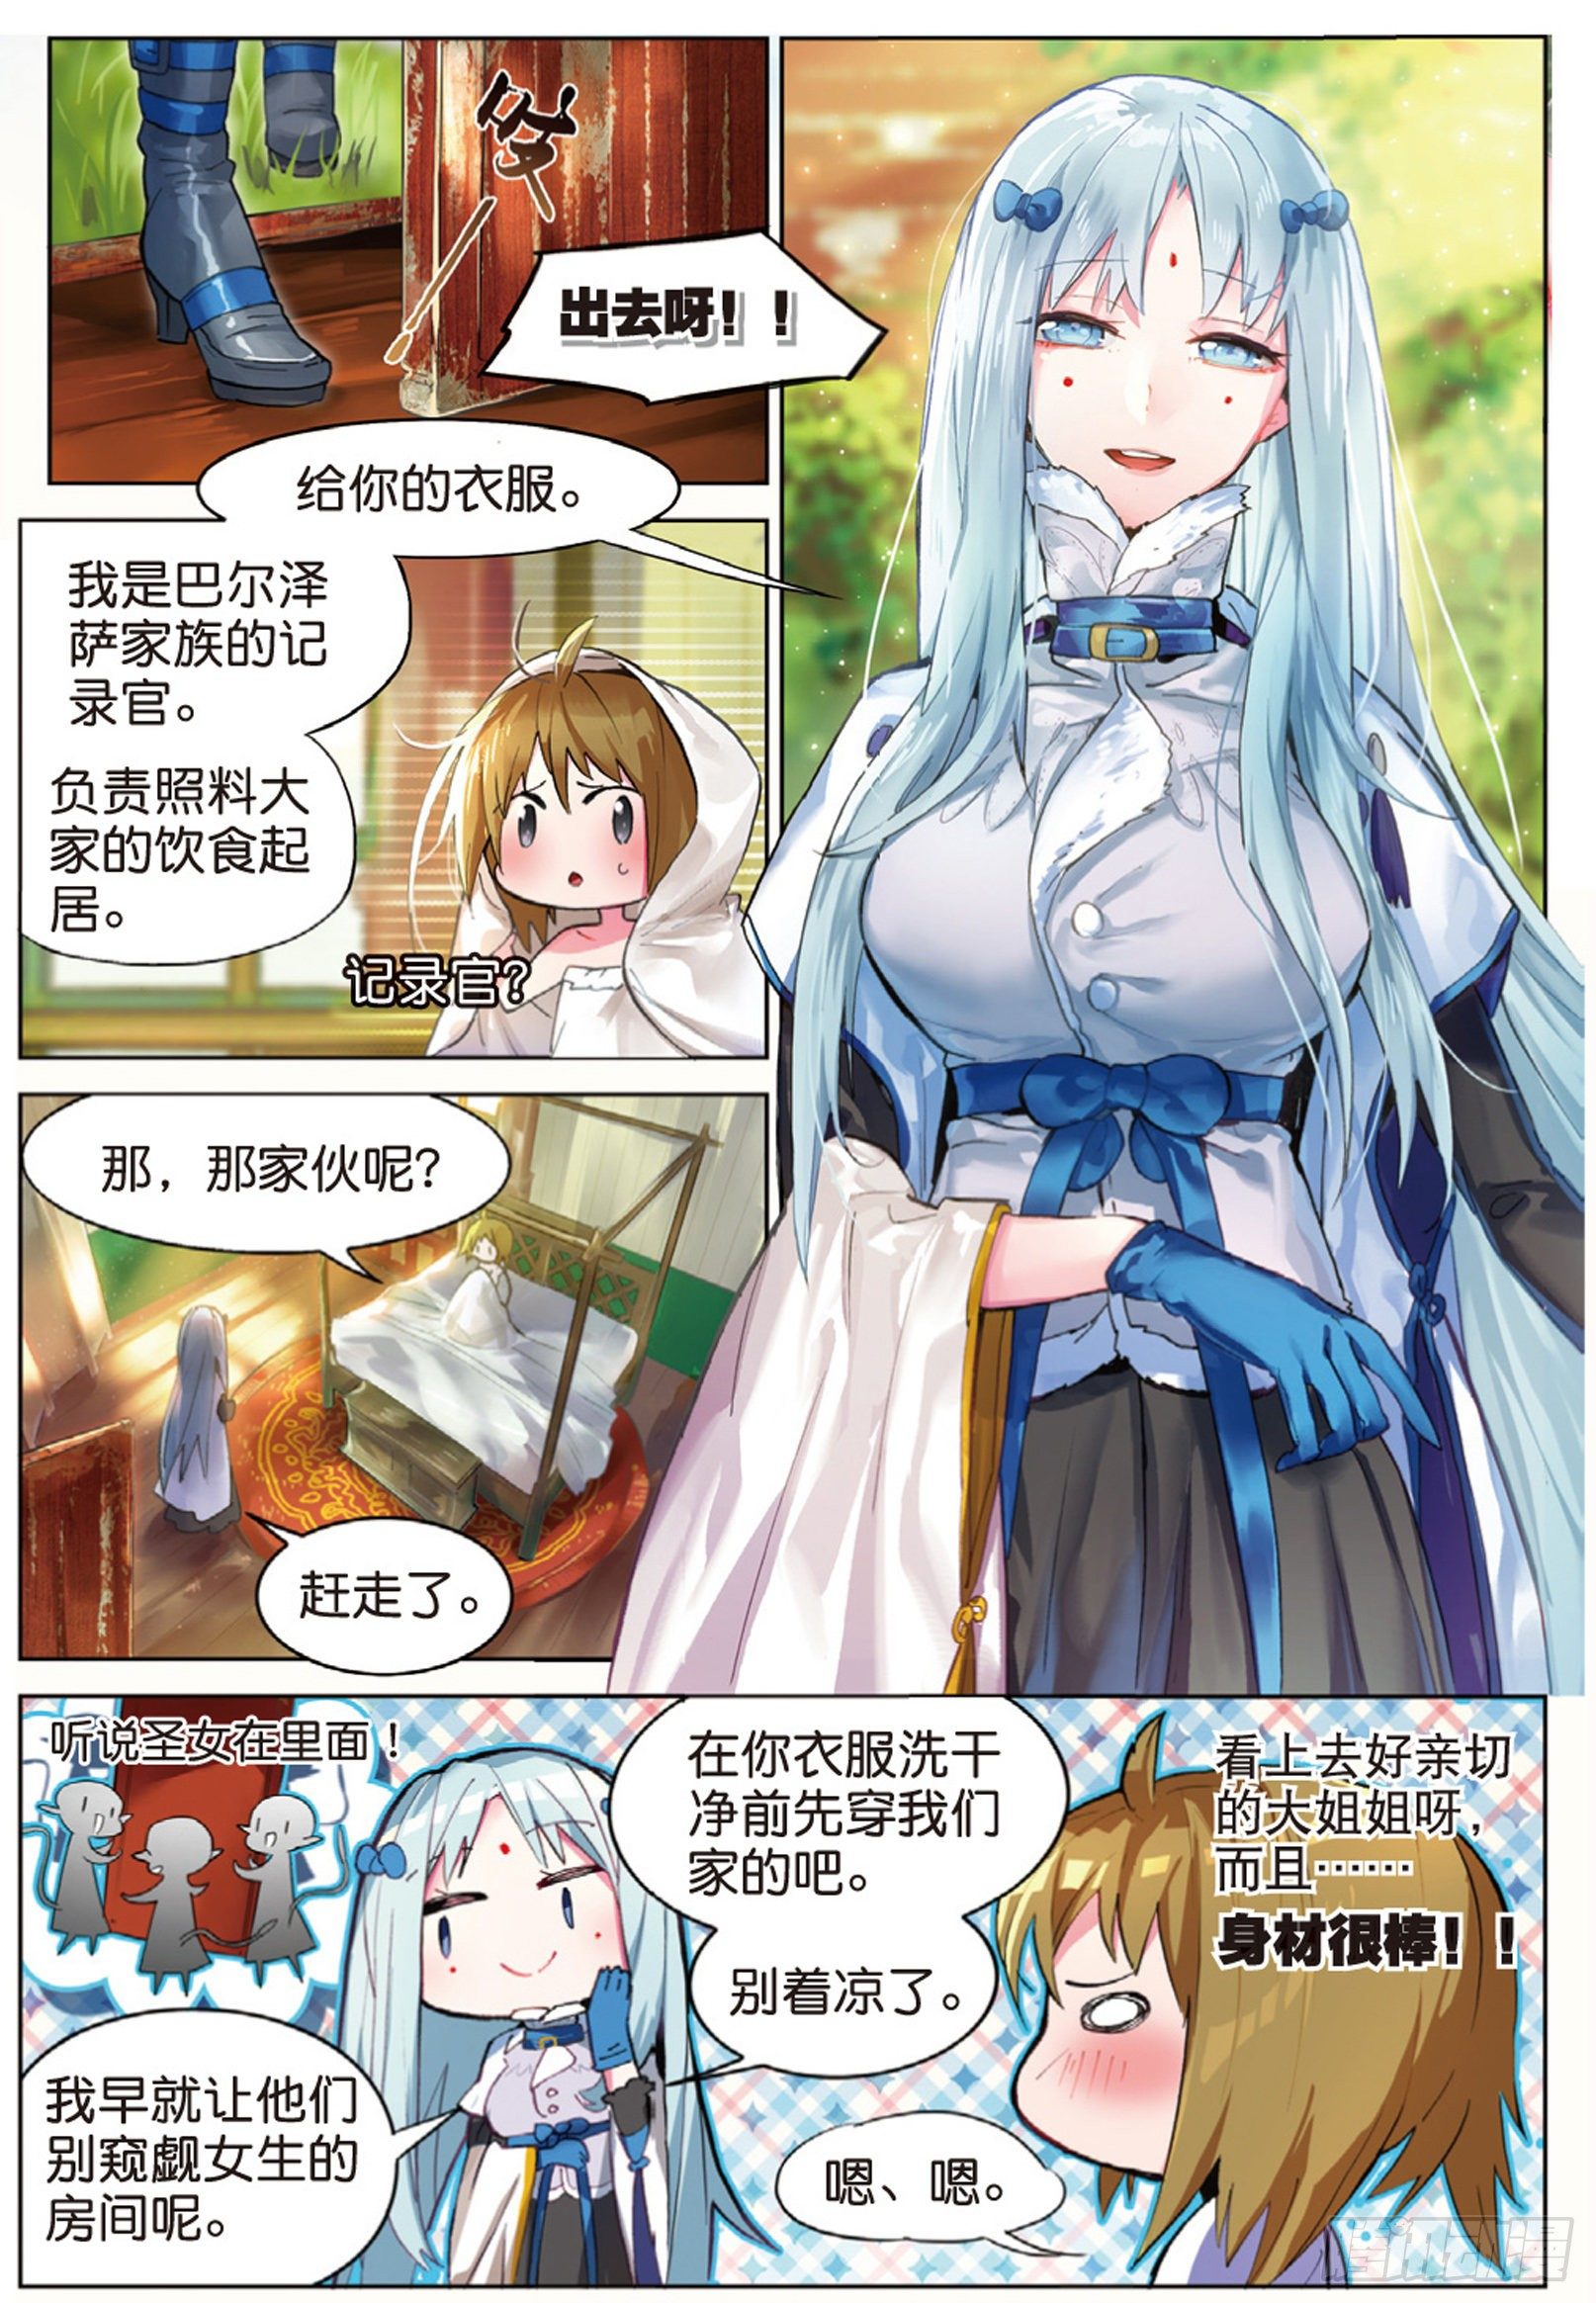 爷
出去呀！！
给你的衣服。
我是巴尔泽
萨家族的记
录官。
负责照料大
家的饮食起
居。
记录官？
那，那家伙呢？
赶走了。
听说圣女在里面！
在你衣服洗干
净前先穿我们
家的吧。
别着凉了。
看上去好亲切
的大姐姐呀，
而且……
身材很棒！！
我早就让他们
别窥觑女生的
房间呢。
嗯、嗯。